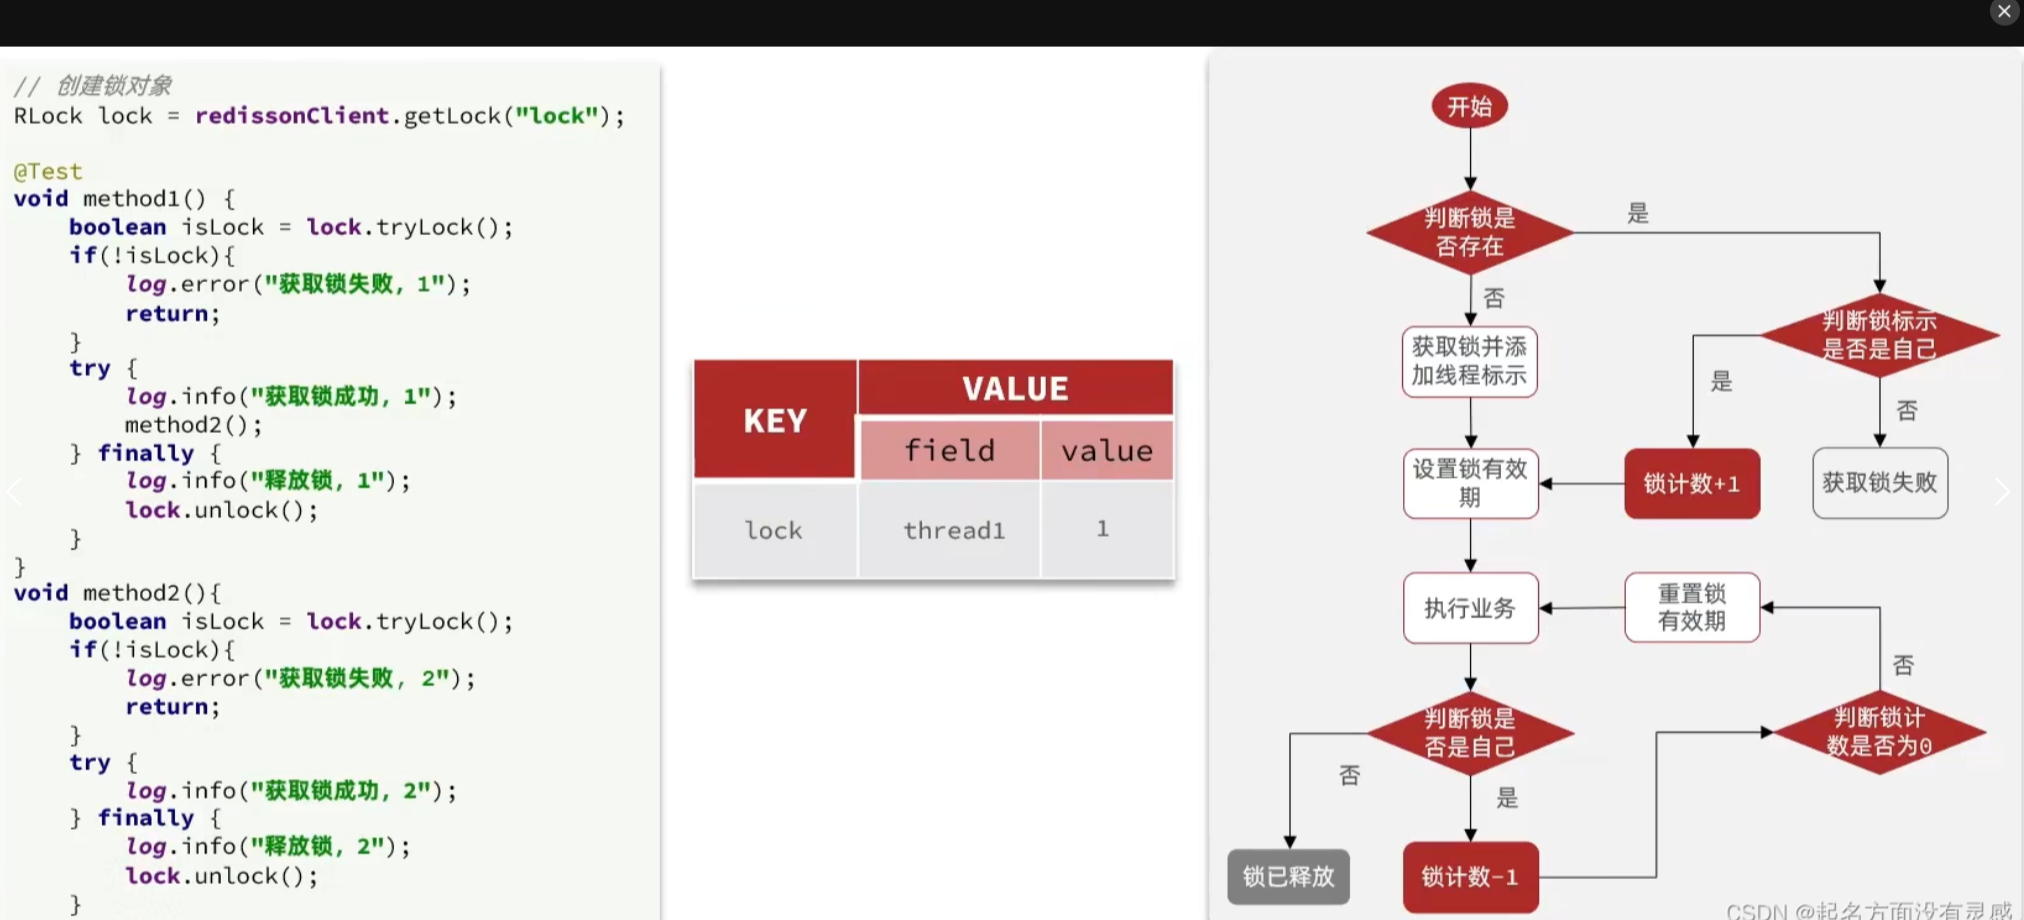 // 创建锁对象
RLock lock = redissonClient.getLock("lock");
@Test
void method1() {
boolean isLock = lock.tryLock();
if(!isLock){
log.error("获取锁失败, 1");
return;
}
try {
log.info("获取锁成功, 1");
method2();
} finally {
log.info("释放锁, 1");
lock.unlock();
}
}
void method2(){
boolean isLock = lock.tryLock();
if(!isLock){
log.error("获取锁失败, 2");
return;
}
try {
log.info("获取锁成功, 2");
} finally {
log.info("释放锁, 2");
lock.unlock();
}
KEY
VALUE
field
value
lock
thread1
1
开始
判断锁是
否存在
是
否
获取锁并添
加线程标示
判断锁标示
是否是自己
是
否
设置锁有效
期
锁计数+1
获取锁失败
执行业务
重置锁
有效期
否
判断锁是
否是自己
判断锁计
数是否为0
否
是
锁已释放
锁计数-1
CSDN @起名方面没有灵感